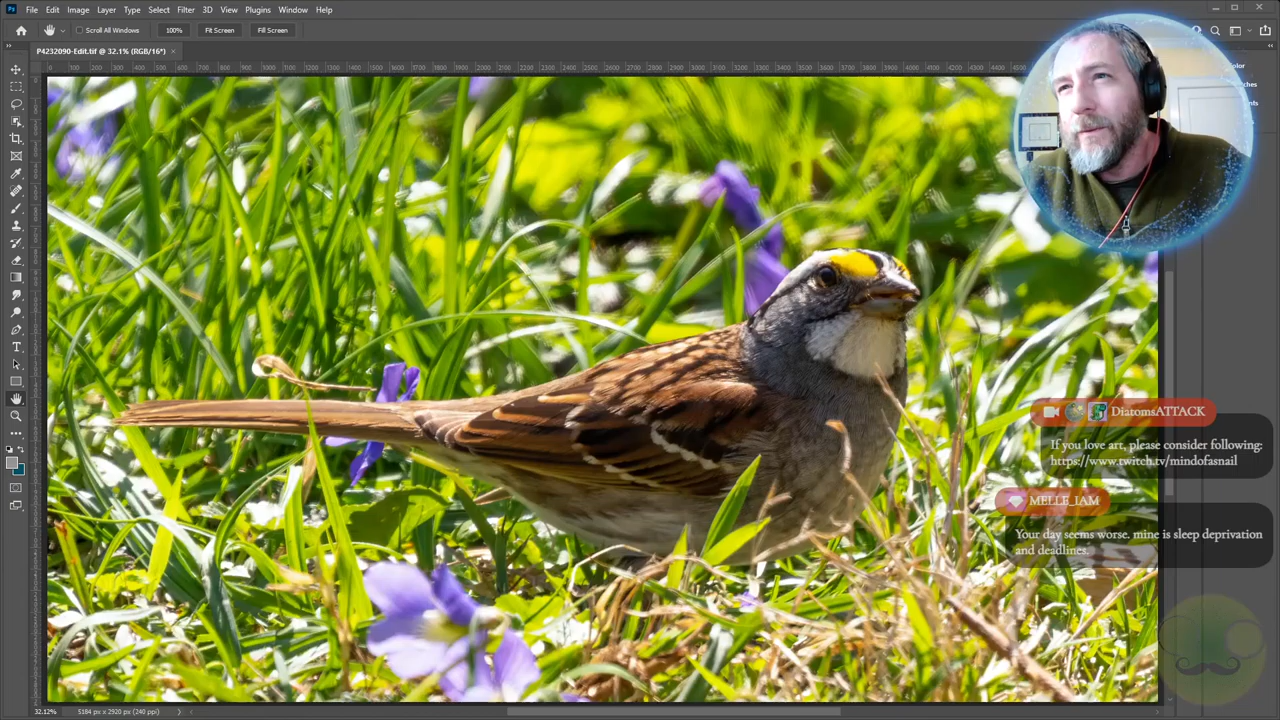 Ps File Edit Image Layer Type Select Filter 3D View Plugins Window Help
Scroll All Windows 100% Fit Screen Fill Screen
P4232090-Edit.tif @ 32.1% (RGB/16*) ×
DiatomsATTACK
If you love art, please consider following:
https://www.twitch.tv/mindofasnail
MELLE_IAM
Your day seems worse. mine is sleep deprivation
and deadlines.
32.12% 5184 px x 2920 px (240 ppi)